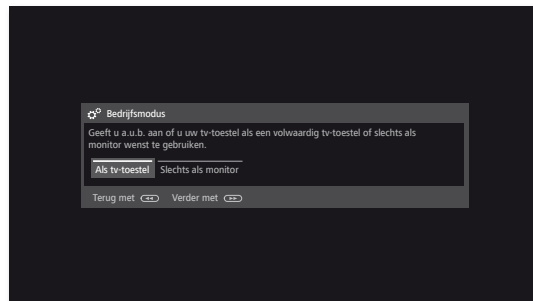 Bedrijfsmodus
Geeft u a.u.b. aan of u uw tv-toestel als een volwaardig tv-toestel of slechts als
monitor wenst te gebruiken.
Als tv-toestel Slechts als monitor
Terug met Verder met